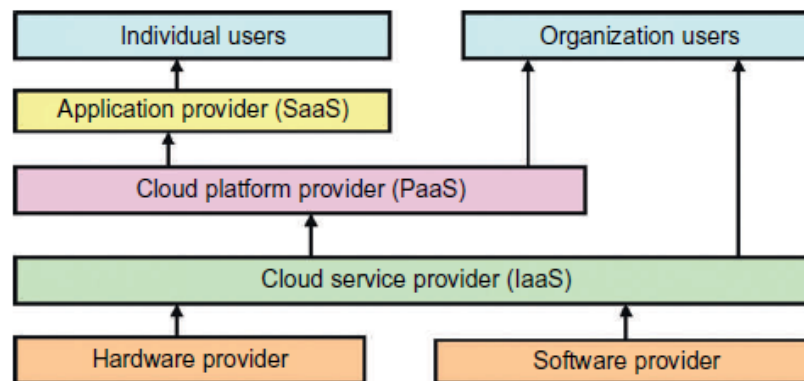 Individual users
Organization users
Application provider (SaaS)
Cloud platform provider (PaaS)
Cloud service provider (IaaS)
Hardware provider
Software provider